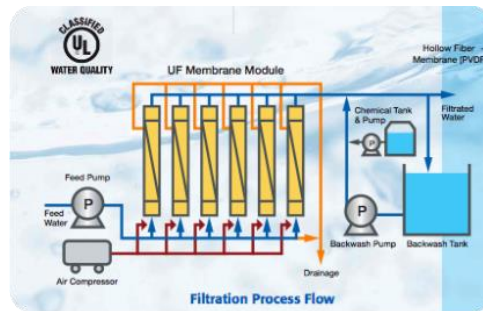 CLASSIFIED
UL
WATER QUALITY
UF Membrane Module
Hollow Fiber
Membrane [PVDF
Chemical Tank
& Pump
Filtrated
Water
P
Feed Pump
P
Feed
Water
P
Backwash Pump
Backwash Tank
Air Compressor
Drainage
Filtration Process Flow